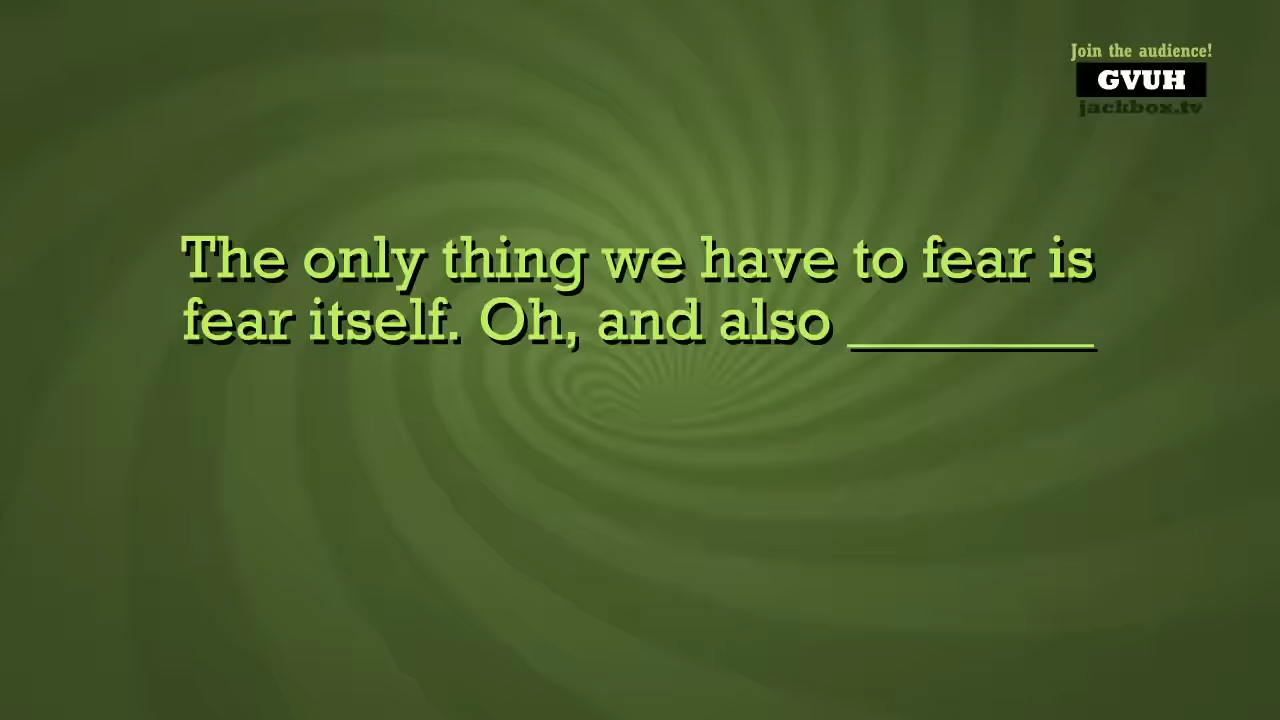 Join the audience!
GVUH
jackbox.tv
The only thing we have to fear is
fear itself. Oh, and also _________